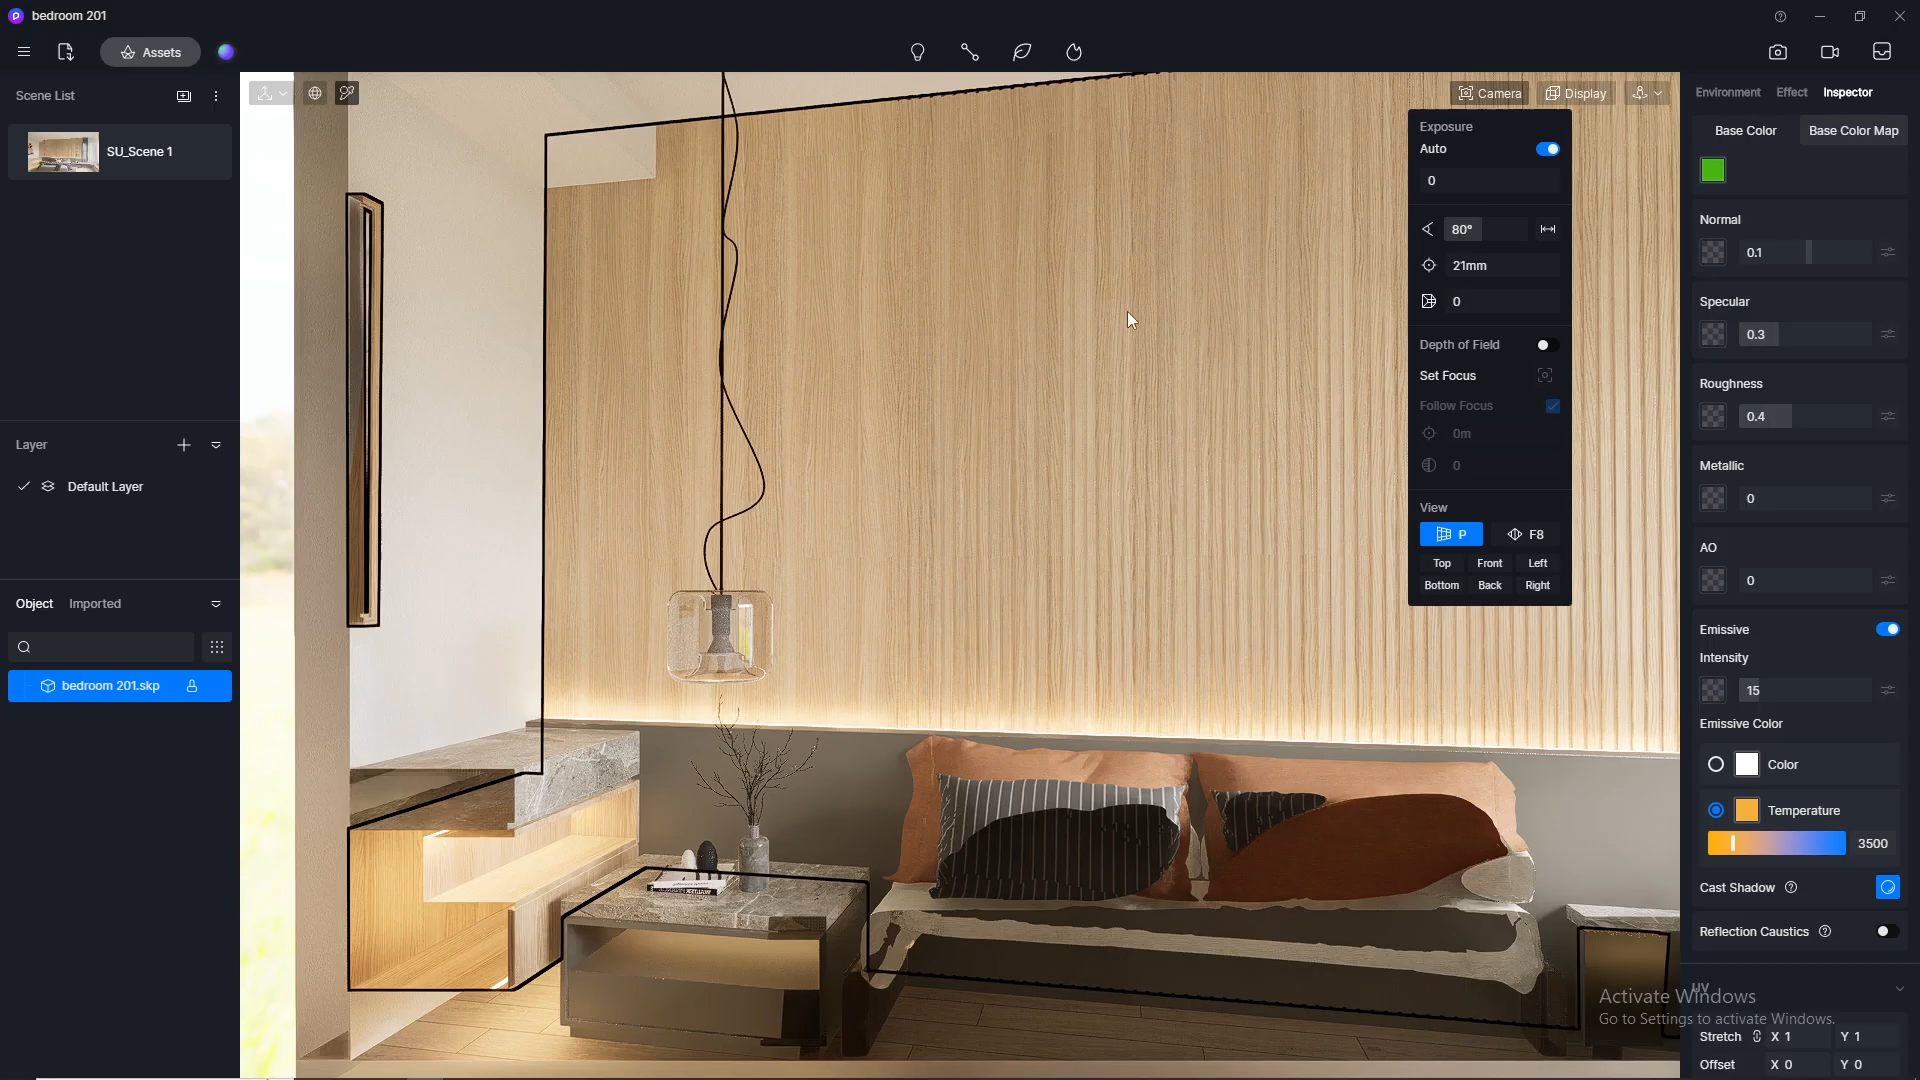 bedroom 201
Assets
Scene List
SU_Scene 1
Layer
Default Layer
Object Imported
bedroom 201.skp
Camera
Display
Exposure
Auto
0
80°
21mm
0
Depth of Field
Set Focus
Follow Focus
0m
0
View
P F8
Top Front Left
Bottom Back Right
Environment Effect Inspector
Base Color Base Color Map
Normal
0.1
Specular
0.3
Roughness
0.4
Metallic
0
AO
0
Emissive
Intensity
15
Emissive Color
Color
Temperature
3500
Cast Shadow
Reflection Caustics
UV
Activate Windows
Go to Settings to activate Windows.
Stretch X 1 Y 1
Offset X 0 Y 0